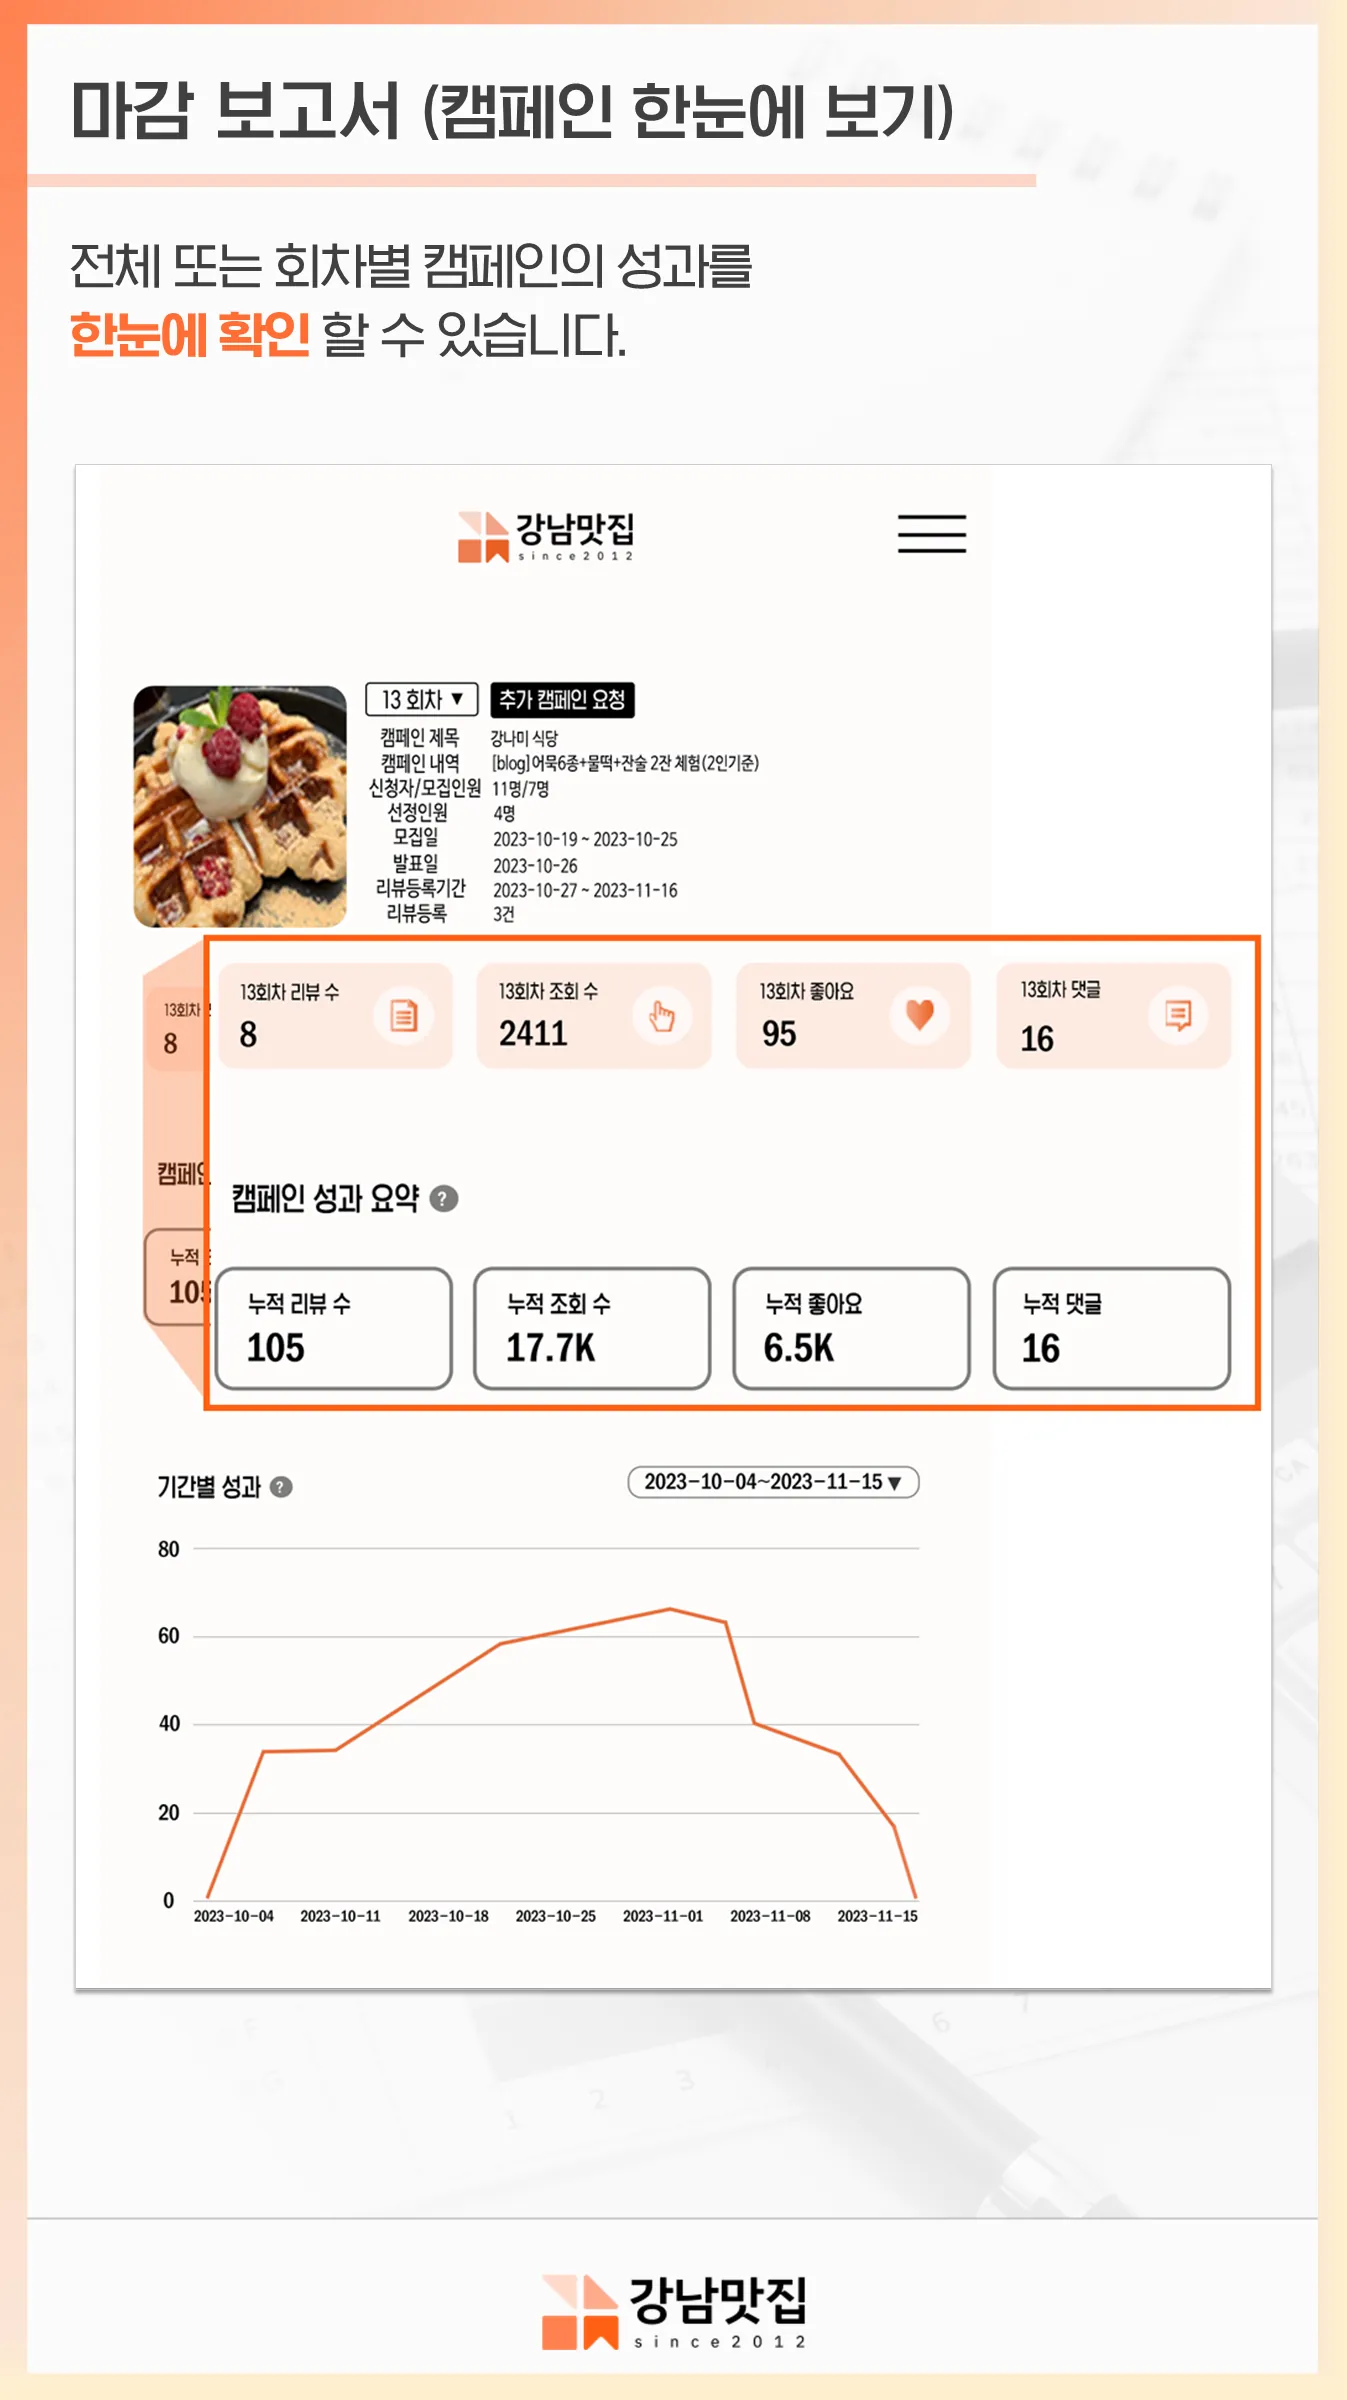 마감 보고서 (캠페인 한눈에 보기)
전체 또는 회차별 캠페인의 성과를
한눈에 확인 할 수 있습니다.
강남맛집
since2012
13 회차 ▼ 추가 캠페인 요청
캠페인 제목 강나미 식당
캠페인 내역 [blog]어묵6종+물떡+잔술 2잔 체험(2인기준)
신청자/모집인원 11명/7명
선정인원 4명
모집일 2023-10-19 ~ 2023-10-25
발표일 2023-10-26
리뷰등록기간 2023-10-27 ~ 2023-11-16
리뷰등록 3건
13회차
8
13회차 리뷰 수 13회차 조회 수 13회차 좋아요 13회차 댓글
8 2411 95 16
캠페인
캠페인 성과 요약 ?
누적
105
누적 리뷰 수 누적 조회 수 누적 좋아요 누적 댓글
105 17.7K 6.5K 16
기간별 성과 ? 2023-10-04~2023-11-15▼
80
60
40
20
0
2023-10-04 2023-10-11 2023-10-18 2023-10-25 2023-11-01 2023-11-08 2023-11-15
1 2 3 6 7
강남맛집
since2012